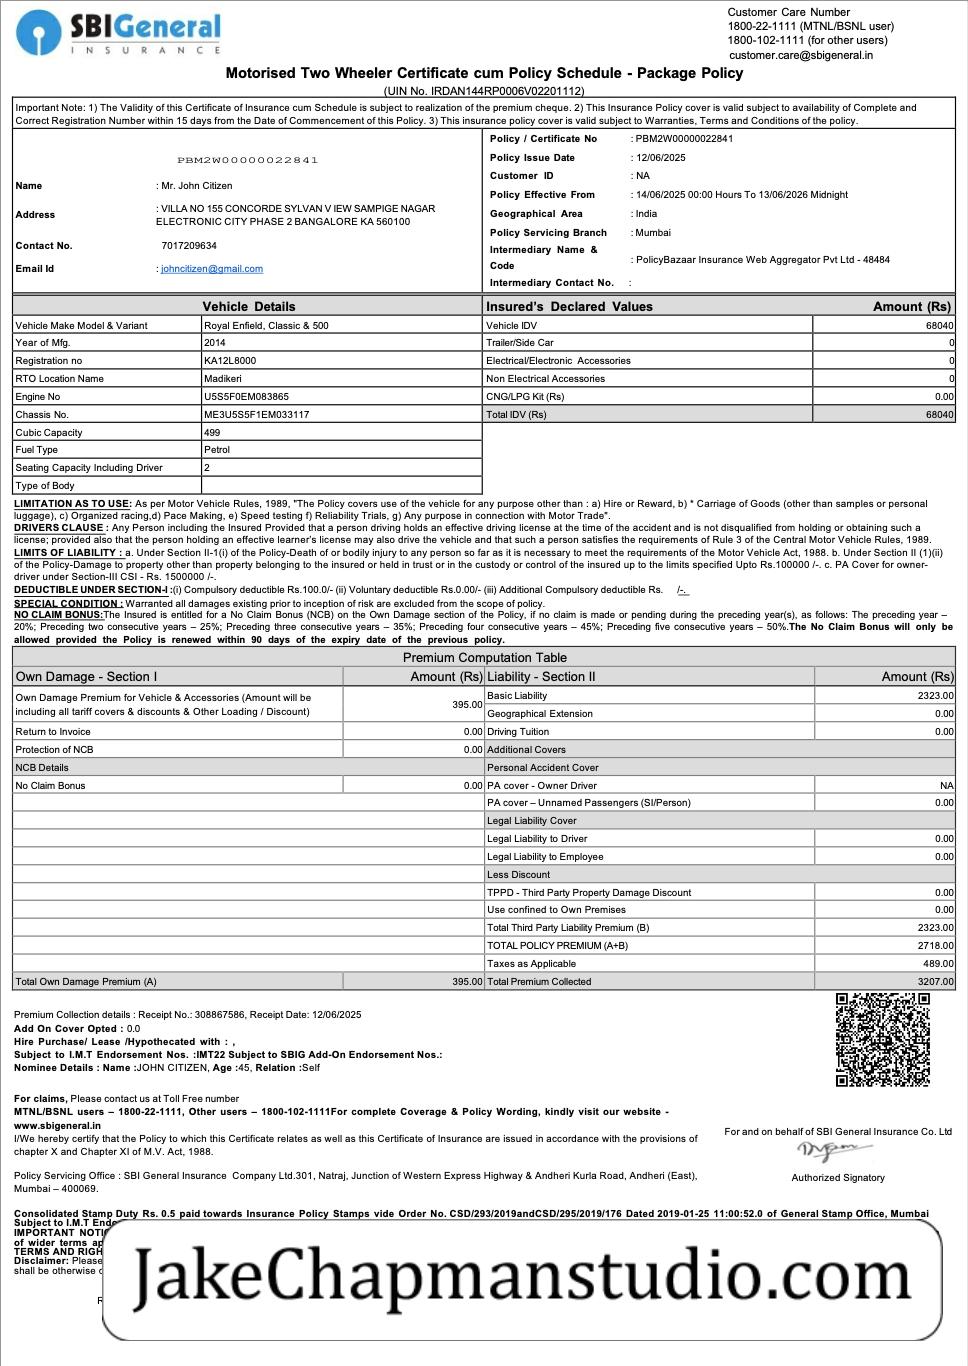 SBIGeneral
INSURANCE
Customer Care Number
1800-22-1111 (MTNL/BSNL user)
1800-102-1111 (for other users)
customer.care@sbigeneral.in
Motorised Two Wheeler Certificate cum Policy Schedule - Package Policy
(UIN No. IRDAN144RP0006V02201112)
Important Note: 1) The Validity of this Certificate of Insurance cum Schedule is subject to realization of the premium cheque. 2) This Insurance Policy cover is valid subject to availability of Complete and
Correct Registration Number within 15 days from the Date of Commencement of this Policy. 3) This insurance policy cover is valid subject to Warranties, Terms and Conditions of the policy.
PBM2W00000022841
Name : Mr. John Citizen
Address : VILLA NO 155 CONCORDE SYLVAN V IEW SAMPIGE NAGAR
ELECTRONIC CITY PHASE 2 BANGALORE KA 560100
Contact No. 7017209634
Email Id : johncitizen@gmail.com
Policy / Certificate No : PBM2W00000022841
Policy Issue Date : 12/06/2025
Customer ID : NA
Policy Effective From : 14/06/2025 00:00 Hours To 13/06/2026 Midnight
Geographical Area : India
Policy Servicing Branch : Mumbai
Intermediary Name &
Code : PolicyBazaar Insurance Web Aggregator Pvt Ltd - 48484
Intermediary Contact No. :
Vehicle Details
Vehicle Make Model & Variant Royal Enfield, Classic & 500
Year of Mfg. 2014
Registration no KA12L8000
RTO Location Name Madikeri
Engine No U5S5F0EM083865
Chassis No. ME3U5S5F1EM033117
Cubic Capacity 499
Fuel Type Petrol
Seating Capacity Including Driver 2
Type of Body
Insured's Declared Values Amount (Rs)
Vehicle IDV 68040
Trailer/Side Car 0
Electrical/Electronic Accessories 0
Non Electrical Accessories 0
CNG/LPG Kit (Rs) 0.00
Total IDV (Rs) 68040
LIMITATION AS TO USE: As per Motor Vehicle Rules, 1989, "The Policy covers use of the vehicle for any purpose other than : a) Hire or Reward, b) * Carriage of Goods (other than samples or personal
luggage), c) Organized racing,d) Pace Making, e) Speed testing f) Reliability Trials, g) Any purpose in connection with Motor Trade".
DRIVERS CLAUSE : Any Person including the Insured Provided that a person driving holds an effective driving license at the time of the accident and is not disqualified from holding or obtaining such a
license; provided also that the person holding an effective learner's license may also drive the vehicle and that such a person satisfies the requirements of Rule 3 of the Central Motor Vehicle Rules, 1989.
LIMITS OF LIABILITY : a. Under Section II-1(i) of the Policy-Death of or bodily injury to any person so far as it is necessary to meet the requirements of the Motor Vehicle Act, 1988. b. Under Section II (1)(ii)
of the Policy-Damage to property other than property belonging to the insured or held in trust or in the custody or control of the insured up to the limits specified Upto Rs.100000 /-. c. PA Cover for owner-
driver under Section-III CSI - Rs. 1500000 /-.
DEDUCTIBLE UNDER SECTION-I :(i) Compulsory deductible Rs.100.0/- (ii) Voluntary deductible Rs.0.00/- (iii) Additional Compulsory deductible Rs. /-.
SPECIAL CONDITION : Warranted all damages existing prior to inception of risk are excluded from the scope of policy.
NO CLAIM BONUS:The Insured is entitled for a No Claim Bonus (NCB) on the Own Damage section of the Policy, if no claim is made or pending during the preceding year(s), as follows: The preceding year –
20%; Preceding two consecutive years – 25%; Preceding three consecutive years – 35%; Preceding four consecutive years – 45%; Preceding five consecutive years – 50%.The No Claim Bonus will only be
allowed provided the Policy is renewed within 90 days of the expiry date of the previous policy.
Premium Computation Table
Own Damage - Section I Amount (Rs) Liability - Section II Amount (Rs)
Own Damage Premium for Vehicle & Accessories (Amount will be
including all tariff covers & discounts & Other Loading / Discount) 395.00
Basic Liability 2323.00
Geographical Extension 0.00
Return to Invoice 0.00 Driving Tuition 0.00
Protection of NCB 0.00 Additional Covers
NCB Details Personal Accident Cover
No Claim Bonus 0.00 PA cover - Owner Driver NA
PA cover – Unnamed Passengers (SI/Person) 0.00
Legal Liability Cover
Legal Liability to Driver 0.00
Legal Liability to Employee 0.00
Less Discount
TPPD - Third Party Property Damage Discount 0.00
Use confined to Own Premises 0.00
Total Third Party Liability Premium (B) 2323.00
TOTAL POLICY PREMIUM (A+B) 2718.00
Taxes as Applicable 489.00
Total Own Damage Premium (A) 395.00 Total Premium Collected 3207.00
Premium Collection details : Receipt No.: 308867586, Receipt Date: 12/06/2025
Add On Cover Opted : 0.0
Hire Purchase/ Lease /Hypothecated with : ,
Subject to I.M.T Endorsement Nos. :IMT22 Subject to SBIG Add-On Endorsement Nos.:
Nominee Details : Name :JOHN CITIZEN, Age :45, Relation :Self
For claims, Please contact us at Toll Free number
MTNL/BSNL users – 1800-22-1111, Other users – 1800-102-1111For complete Coverage & Policy Wording, kindly visit our website -
www.sbigeneral.in
I/We hereby certify that the Policy to which this Certificate relates as well as this Certificate of Insurance are issued in accordance with the provisions of
chapter X and Chapter XI of M.V. Act, 1988.
For and on behalf of SBI General Insurance Co. Ltd
Authorized Signatory
Policy Servicing Office : SBI General Insurance Company Ltd.301, Natraj, Junction of Western Express Highway & Andheri Kurla Road, Andheri (East),
Mumbai – 400069.
Consolidated Stamp Duty Rs. 0.5 paid towards Insurance Policy Stamps vide Order No. CSD/293/2019andCSD/295/2019/176 Dated 2019-01-25 11:00:52.0 of General Stamp Office, Mumbai
Subject to I.M.T
IMPORTANT
of wider terms
TERMS AND
Disclaimer: Please
shall be otherwise
JakeChapmanstudio.com